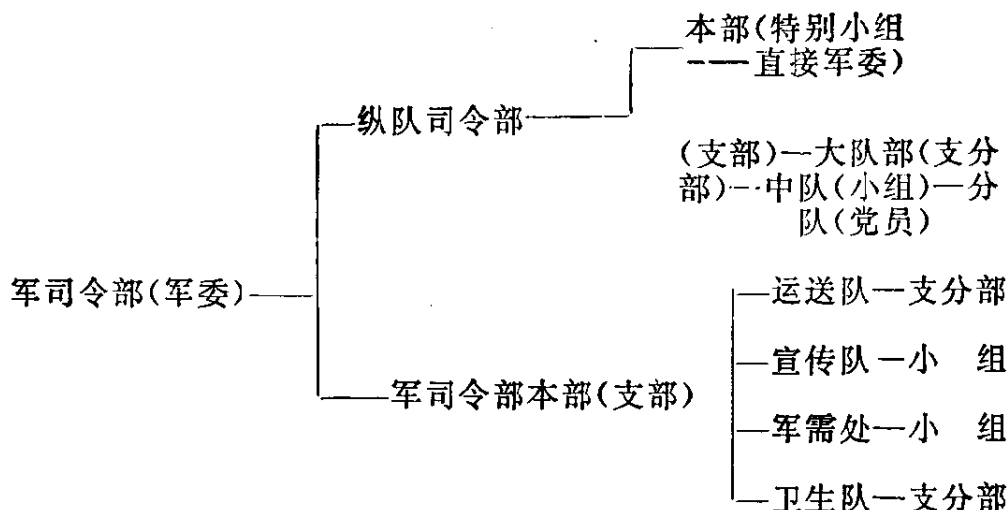 本部(特别小组
---直接军委)
纵队司令部
(支部)—大队部(支分
部)--中队(小组)—分
队(党员)
军司令部(军委)
运送队—支分部
宣传队—小 组
军司令部本部(支部)
军需处—小 组
卫生队—支分部